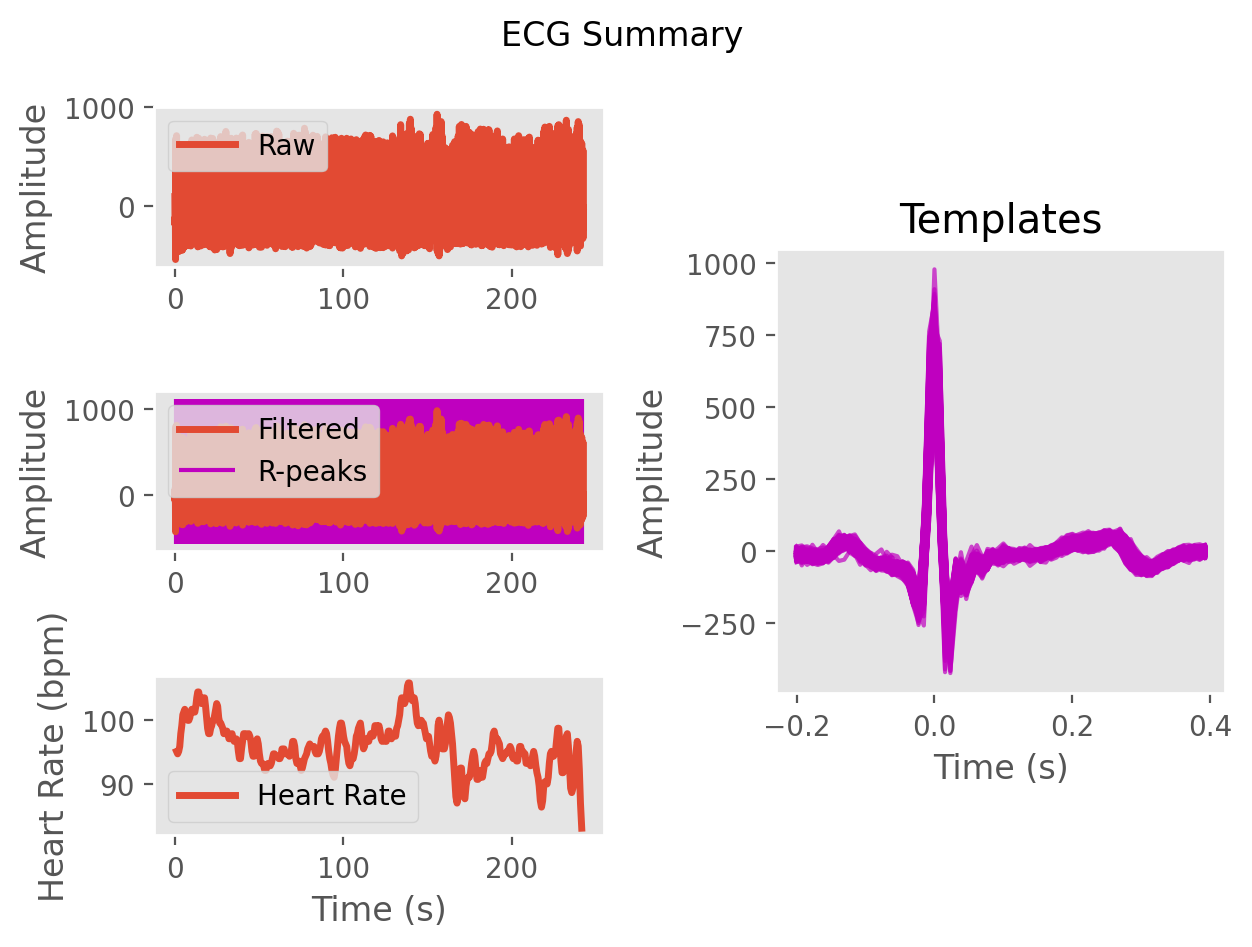 ECG Summary
Amplitude
1000
0
Raw
0
100
200
Amplitude
1000
0
Filtered
R-peaks
0
100
200
Heart Rate (bpm)
100
90
Heart Rate
0
100
200
Time (s)
Templates
Amplitude
1000
750
500
250
0
−250
−0.2
0.0
0.2
0.4
Time (s)